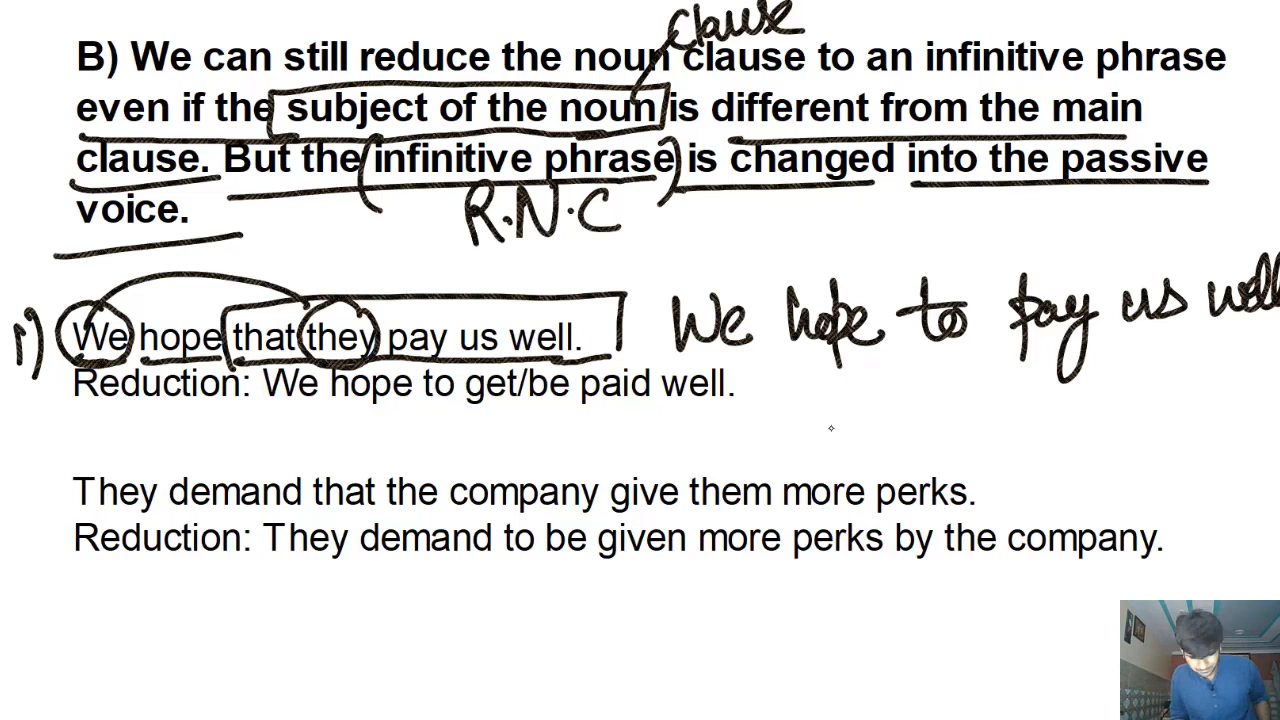 clause
B) We can still reduce the noun clause to an infinitive phrase
even if the subject of the noun is different from the main
clause. But the infinitive phrase is changed into the passive
R.N.C
voice.
1) We hope that they pay us well. We hope to pay us well
Reduction: We hope to get/be paid well.
They demand that the company give them more perks.
Reduction: They demand to be given more perks by the company.